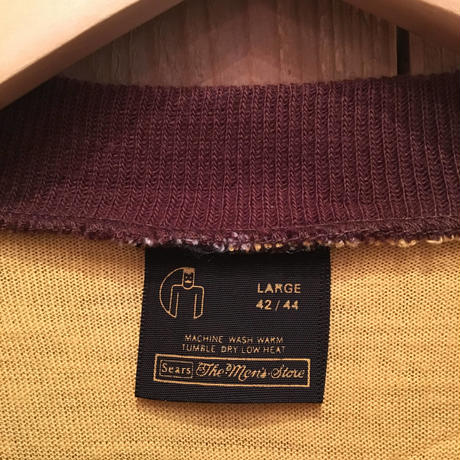 LARGE
42 / 44
MACHINE WASH WARM
TUMBLE DRY LOW HEAT
Sears The Men's Store